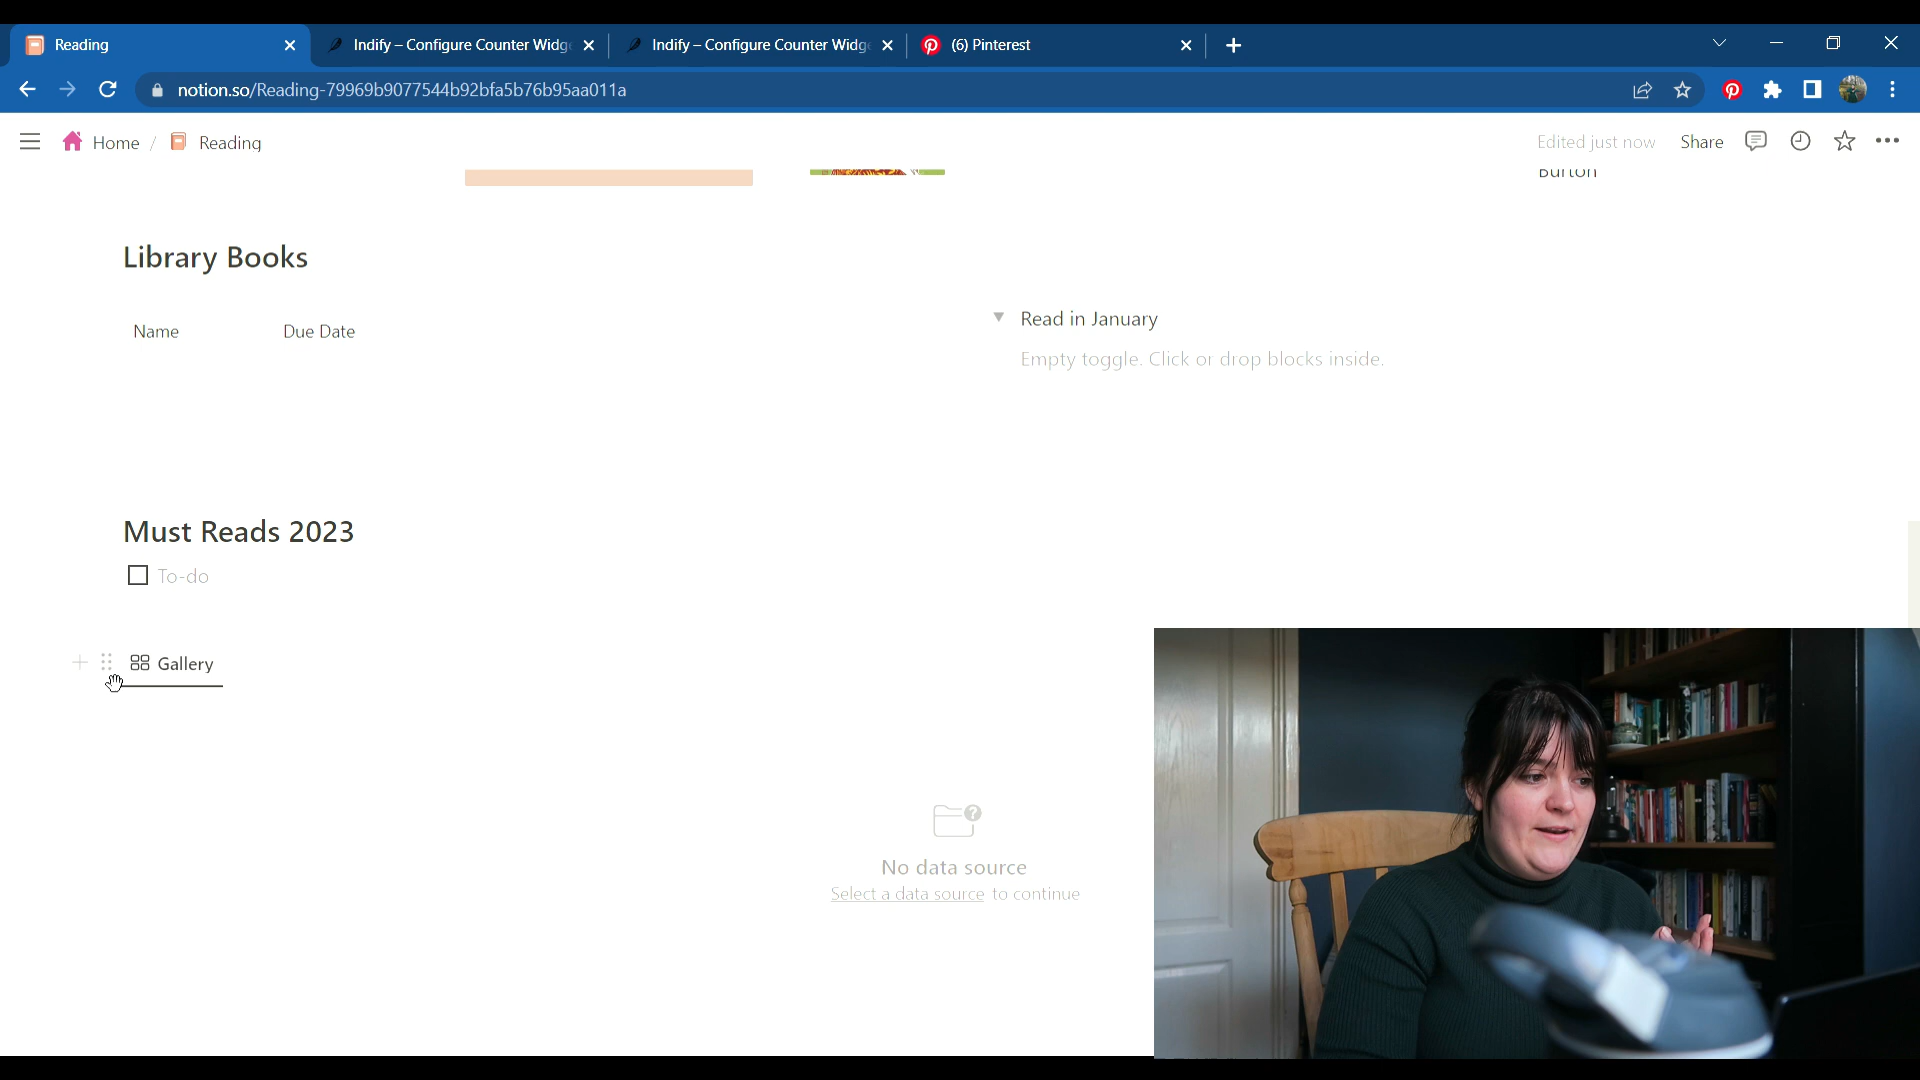 Reading
Indify – Configure Counter Widg
Indify – Configure Counter Widg
(6) Pinterest
notion.so/Reading-79969b9077544b92bfa5b76b95aa011a
Home / Reading
Edited just now
Share
Burton
Library Books
Name
Due Date
Read in January
Empty toggle. Click or drop blocks inside.
Must Reads 2023
To-do
Gallery
No data source
Select a data source to continue